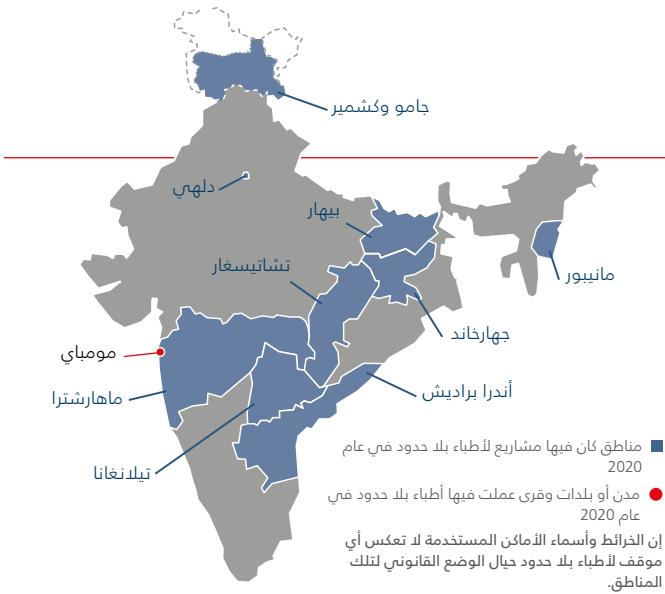 جامو وكشمير
دلهي
بيهار
تشاتيسغار
مانيبور
جهارخاند
مومباي
ماهارشترا
أندرا براديش
تيلانغانا
مناطق كان فيها مشاريع لأطباء بلا حدود في عام
2020
مدن أو بلدات وقرى عملت فيها أطباء بلا حدود في
عام 2020
إن الخرائط وأسماء الأماكن المستخدمة لا تعكس أي
موقف لأطباء بلا حدود حيال الوضع القانوني لتلك
المناطق.